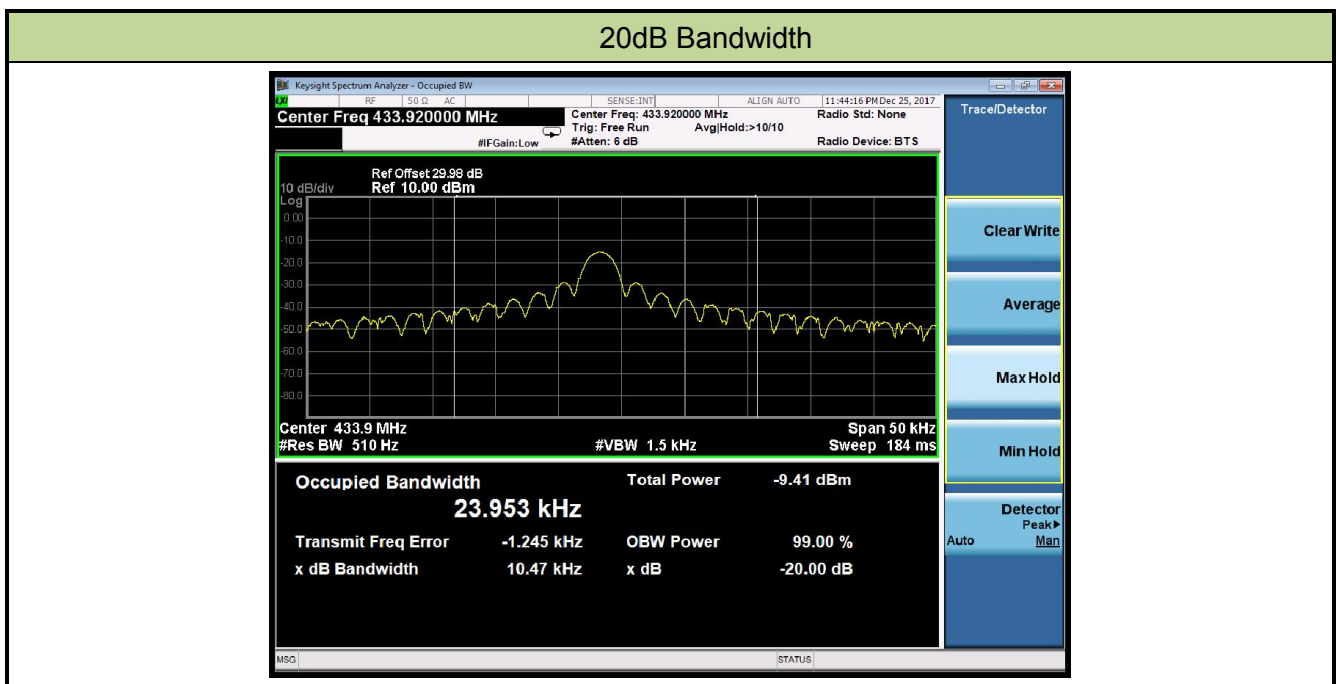 20dB Bandwidth
Keysight Spectrum Analyzer - Occupied BW
LXI RF 50 Ω AC SENSE:INT ALIGN AUTO 11:44:16 PM Dec 25, 2017
Center Freq 433.920000 MHz Center Freq: 433.920000 MHz Radio Std: None
Trig: Free Run Avg|Hold:>10/10
#IFGain:Low #Atten: 6 dB Radio Device: BTS
Trace/Detector
Ref Offset 29.98 dB
10 dB/div Ref 10.00 dBm
Log
0.00
-10.0
-20.0
-30.0
-40.0
-50.0
-60.0
-70.0
-80.0
Center 433.9 MHz Span 50 kHz
#Res BW 510 Hz #VBW 1.5 kHz Sweep 184 ms
Clear Write
Average
Max Hold
Min Hold
Detector
Peak▶
Auto Man
Occupied Bandwidth Total Power -9.41 dBm
23.953 kHz
Transmit Freq Error -1.245 kHz OBW Power 99.00 %
x dB Bandwidth 10.47 kHz x dB -20.00 dB
MSG STATUS